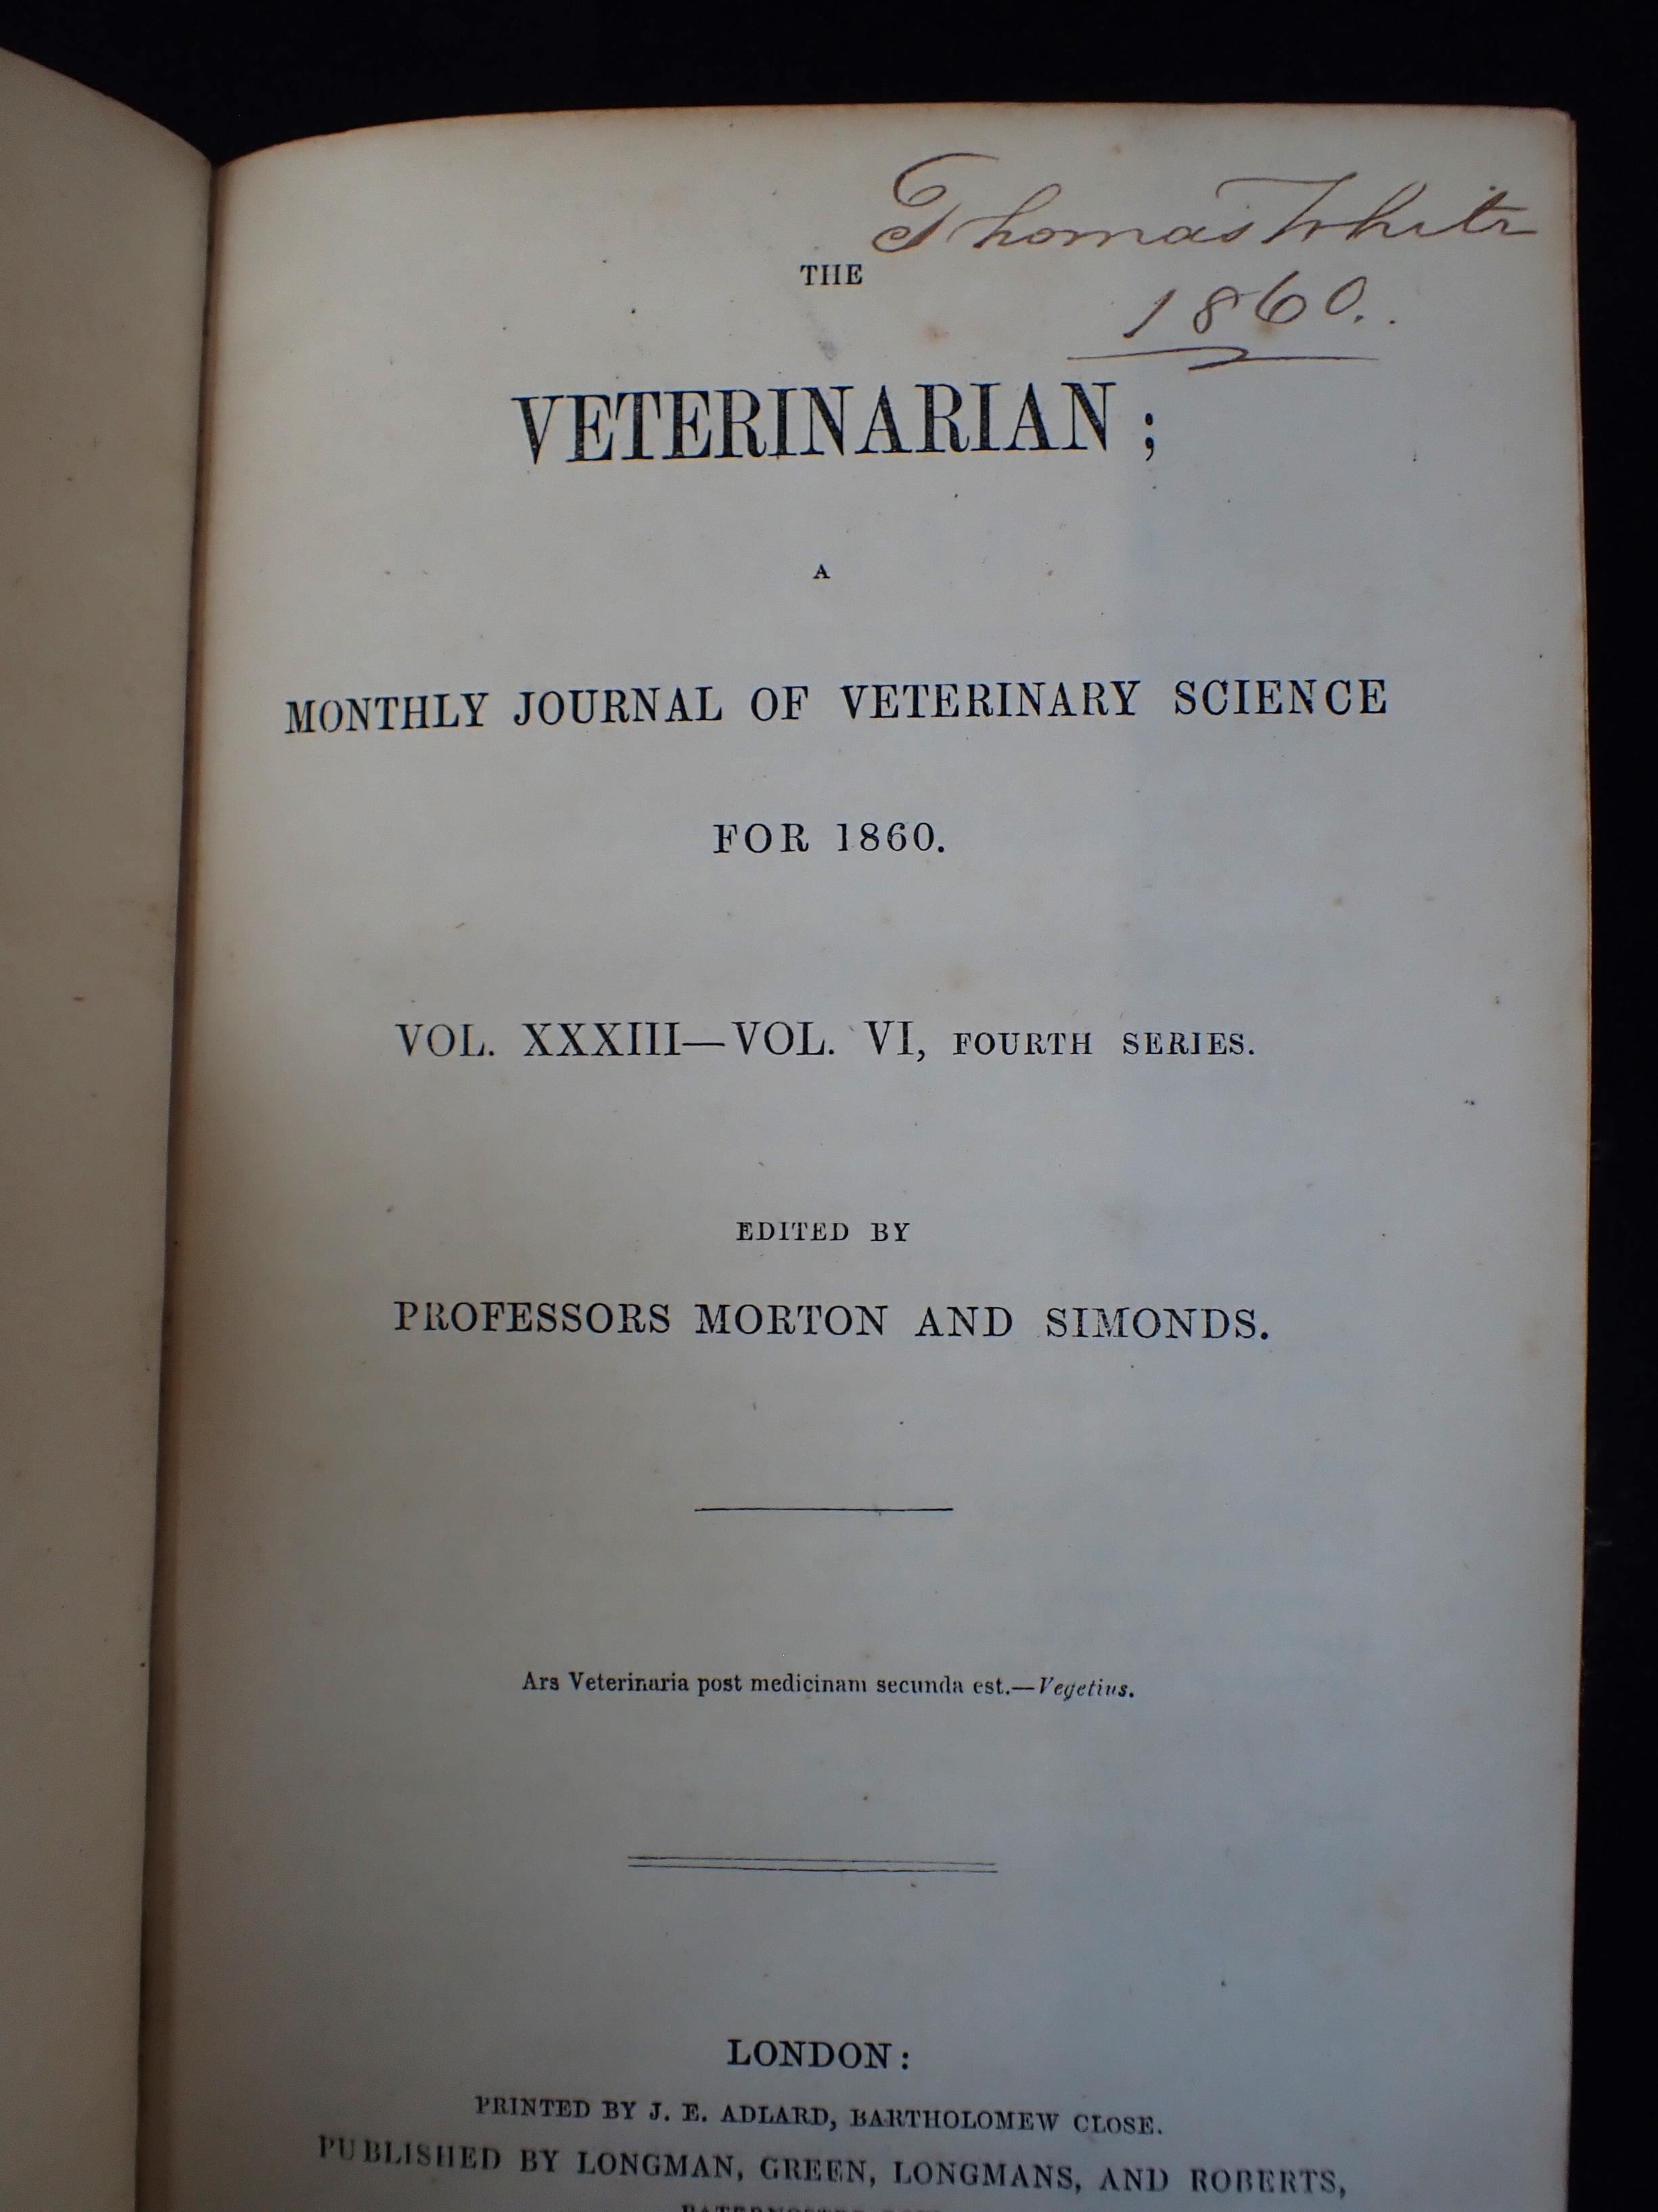 Thomas White
1860..
THE
VETERINARIAN;
A
MONTHLY JOURNAL OF VETERINARY SCIENCE
FOR 1860.
VOL. XXXIII—VOL. VI, FOURTH SERIES.
EDITED BY
PROFESSORS MORTON AND SIMONDS.
Ars Veterinaria post medicinam secunda est.—Vegetius.
LONDON:
PRINTED BY J. E. ADLARD, BARTHOLOMEW CLOSE.
PUBLISHED BY LONGMAN, GREEN, LONGMANS, AND ROBERTS,